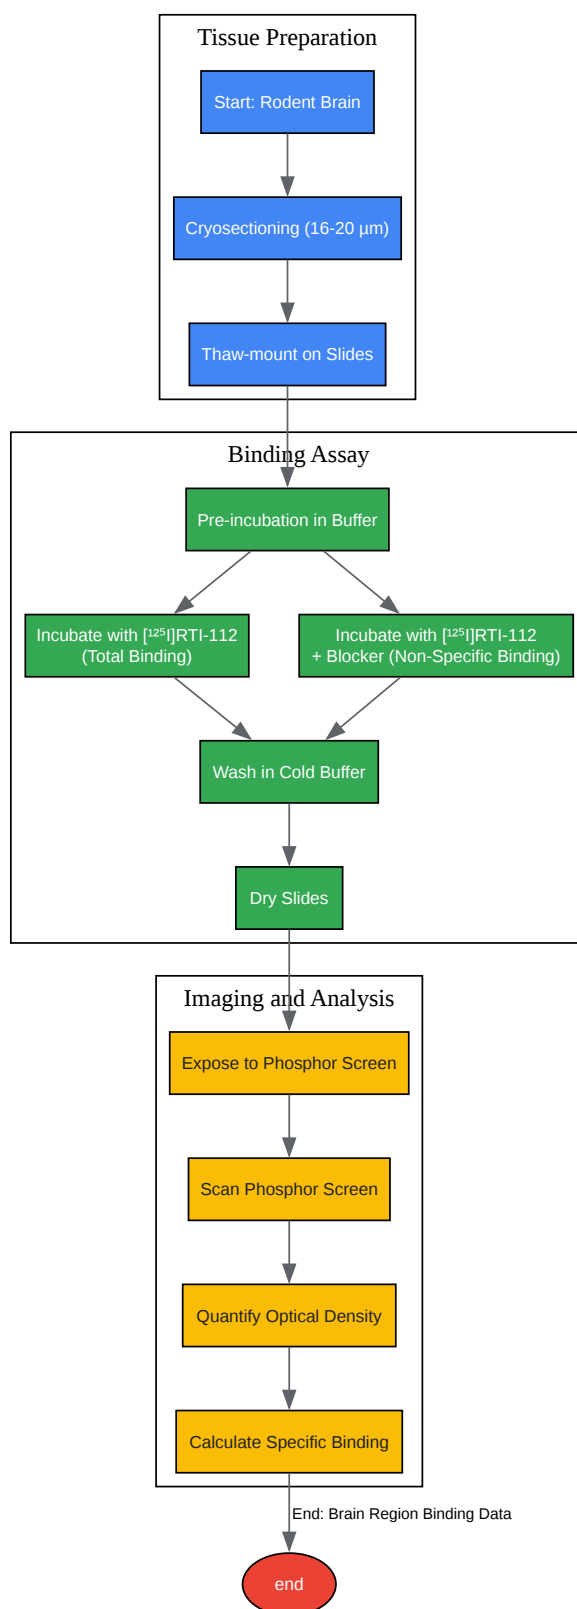 Tissue Preparation
Start: Rodent Brain
Cryosectioning (16-20 µm)
Thaw-mount on Slides
Binding Assay
Pre-incubation in Buffer
Incubate with [¹²⁵I]RTI-112
(Total Binding)
Incubate with [¹²⁵I]RTI-112
+ Blocker (Non-Specific Binding)
Wash in Cold Buffer
Dry Slides
Imaging and Analysis
Expose to Phosphor Screen
Scan Phosphor Screen
Quantify Optical Density
Calculate Specific Binding
End: Brain Region Binding Data
end